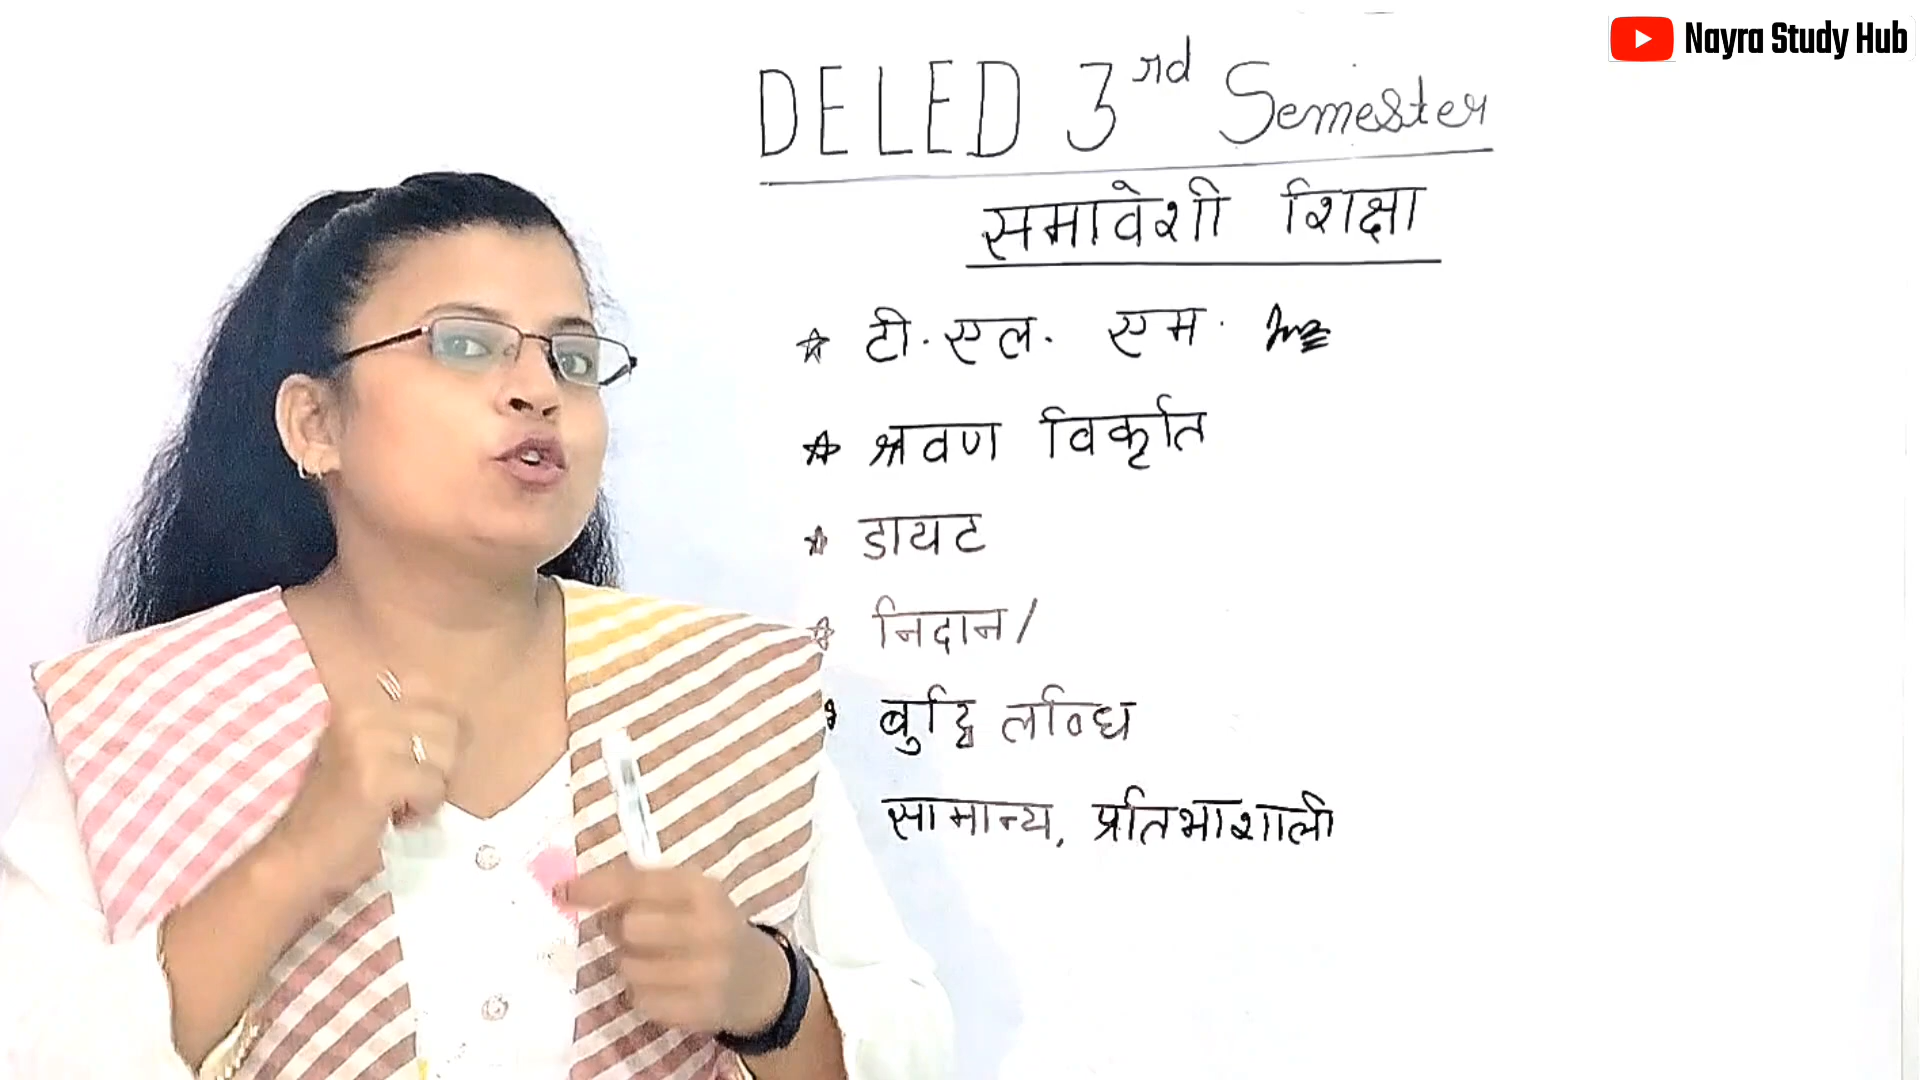 Nayra Study Hub
DELED 3rd Semester
समावेशी शिक्षा
टी. एल. एम.
श्रवण विकृति
डायट
निदान/
बुद्धि लब्धि
सामान्य, प्रतिभाशाली